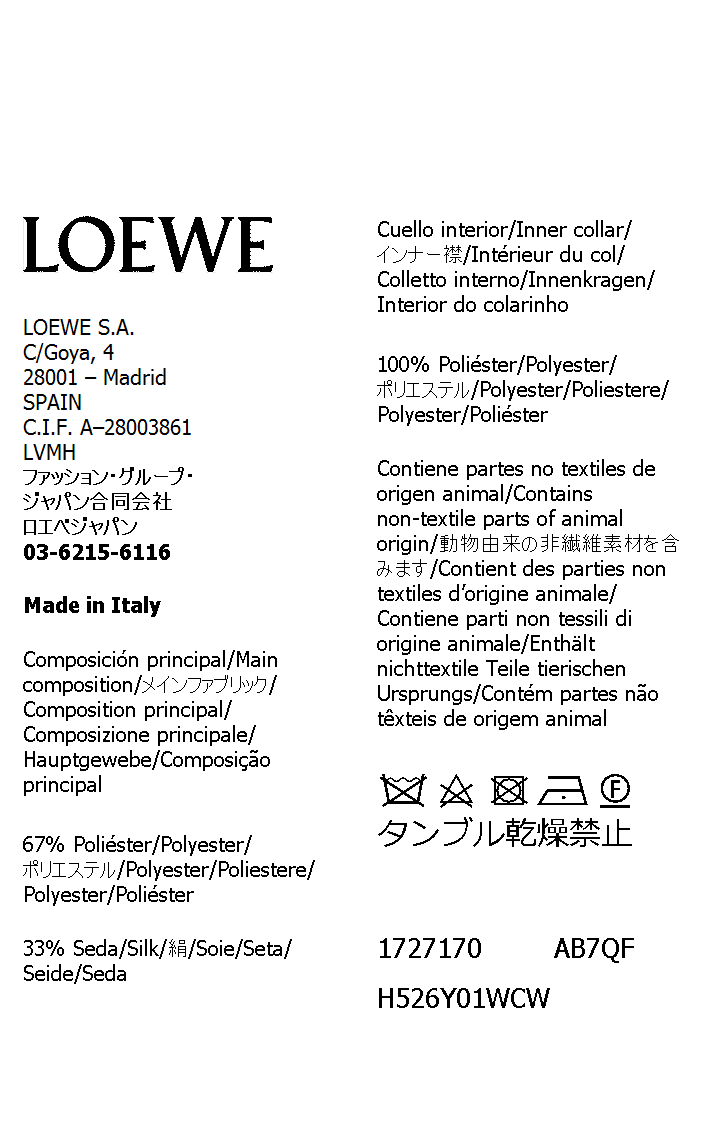 LOEWE
LOEWE S.A.
C/Goya, 4
28001 – Madrid
SPAIN
C.I.F. A–28003861
LVMH
ファッション・グループ・
ジャパン合同会社
ロエベジャパン
03-6215-6116
Made in Italy
Composición principal/Main
composition/メインファブリック/
Composition principal/
Composizione principale/
Hauptgewebe/Composição
principal
67% Poliéster/Polyester/
ポリエステル/Polyester/Poliestere/
Polyester/Poliéster
33% Seda/Silk/絹/Soie/Seta/
Seide/Seda
Cuello interior/Inner collar/
インナー襟/Intérieur du col/
Colletto interno/Innenkragen/
Interior do colarinho
100% Poliéster/Polyester/
ポリエステル/Polyester/Poliestere/
Polyester/Poliéster
Contiene partes no textiles de
origen animal/Contains
non-textile parts of animal
origin/動物由来の非繊維素材を含
みます/Contient des parties non
textiles d’origine animale/
Contiene parti non tessili di
origine animale/Enthält
nichttextile Teile tierischen
Ursprungs/Contém partes não
têxteis de origem animal
F
タンブル乾燥禁止
1727170 AB7QF
H526Y01WCW